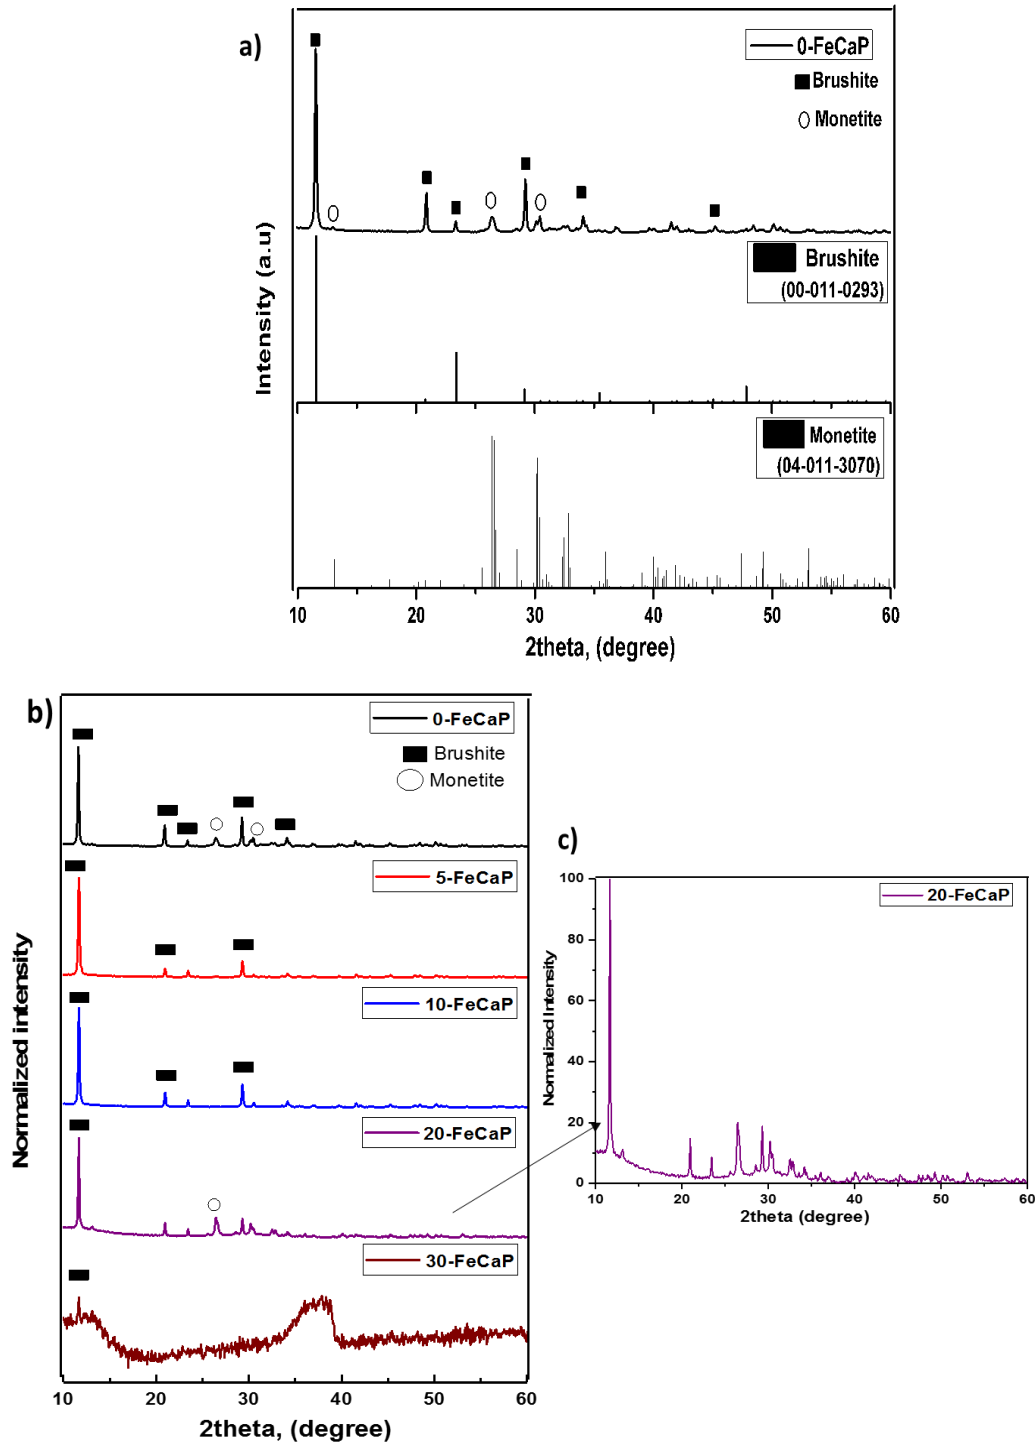 a)
0-FeCaP
Brushite
Monetite
Brushite
(00-011-0293)
Monetite
(04-011-3070)
Intensity (a.u)
10 20 30 40 50 60
2theta, (degree)
b)
0-FeCaP
Brushite
Monetite
5-FeCaP
10-FeCaP
20-FeCaP
30-FeCaP
Normalized intensity
10 20 30 40 50 60
2theta, (degree)
c)
20-FeCaP
100
80
60
40
20
0
Normalized Intensity
10 20 30 40 50 60
2theta (degree)